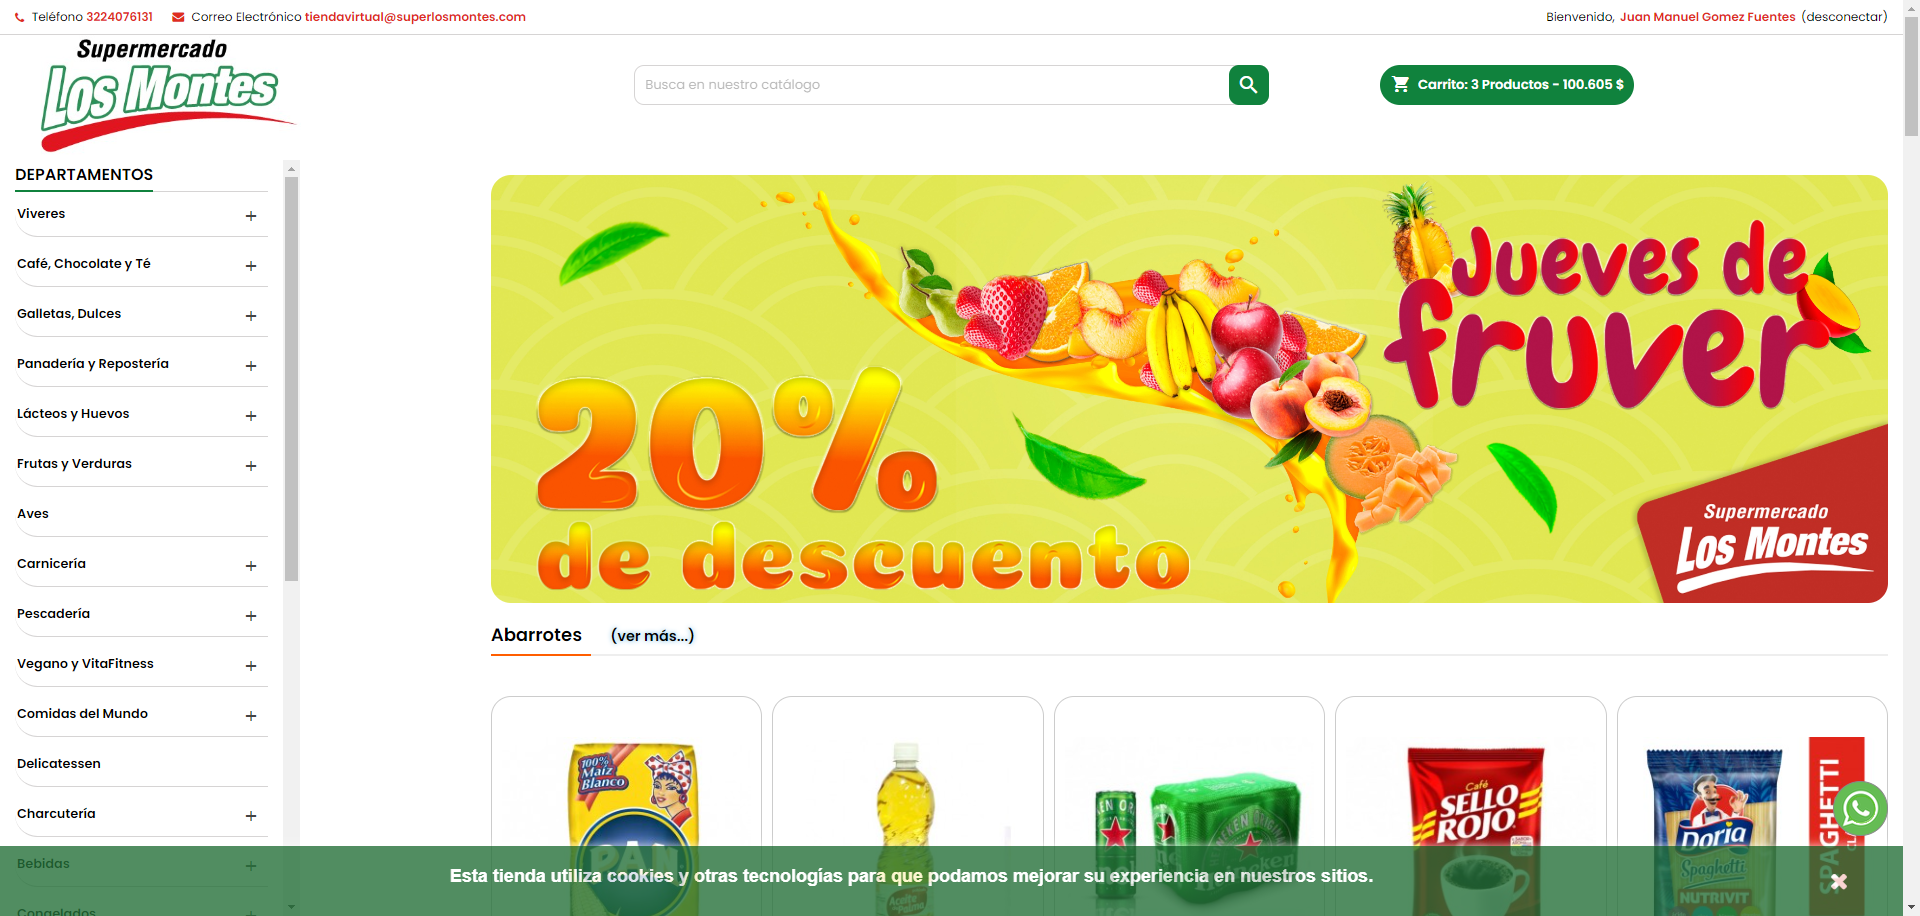 Teléfono 3224076131 Correo Electrónico tiendavirtual@superlosmontes.com
Bienvenido, Juan Manuel Gomez Fuentes (desconectar)
Supermercado
Los Montes
Busca en nuestro catálogo
Carrito: 3 Productos - 100.605 $
DEPARTAMENTOS
Viveres
Café, Chocolate y Té
Galletas, Dulces
Panadería y Repostería
Lácteos y Huevos
Frutas y Verduras
Aves
Carnicería
Pescadería
Vegano y VitaFitness
Comidas del Mundo
Delicatessen
Charcutería
Bebidas
Congelados
Jueves de
fruver
20%
de descuento
Supermercado
Los Montes
Abarrotes (ver más...)
100%
Maíz
Blanco
PAN
Heineken
Café
SELLO
ROJO
Doria
Spaghetti
NUTRIVIT
SPAGHETTI
Esta tienda utiliza cookies y otras tecnologías para que podamos mejorar su experiencia en nuestros sitios.